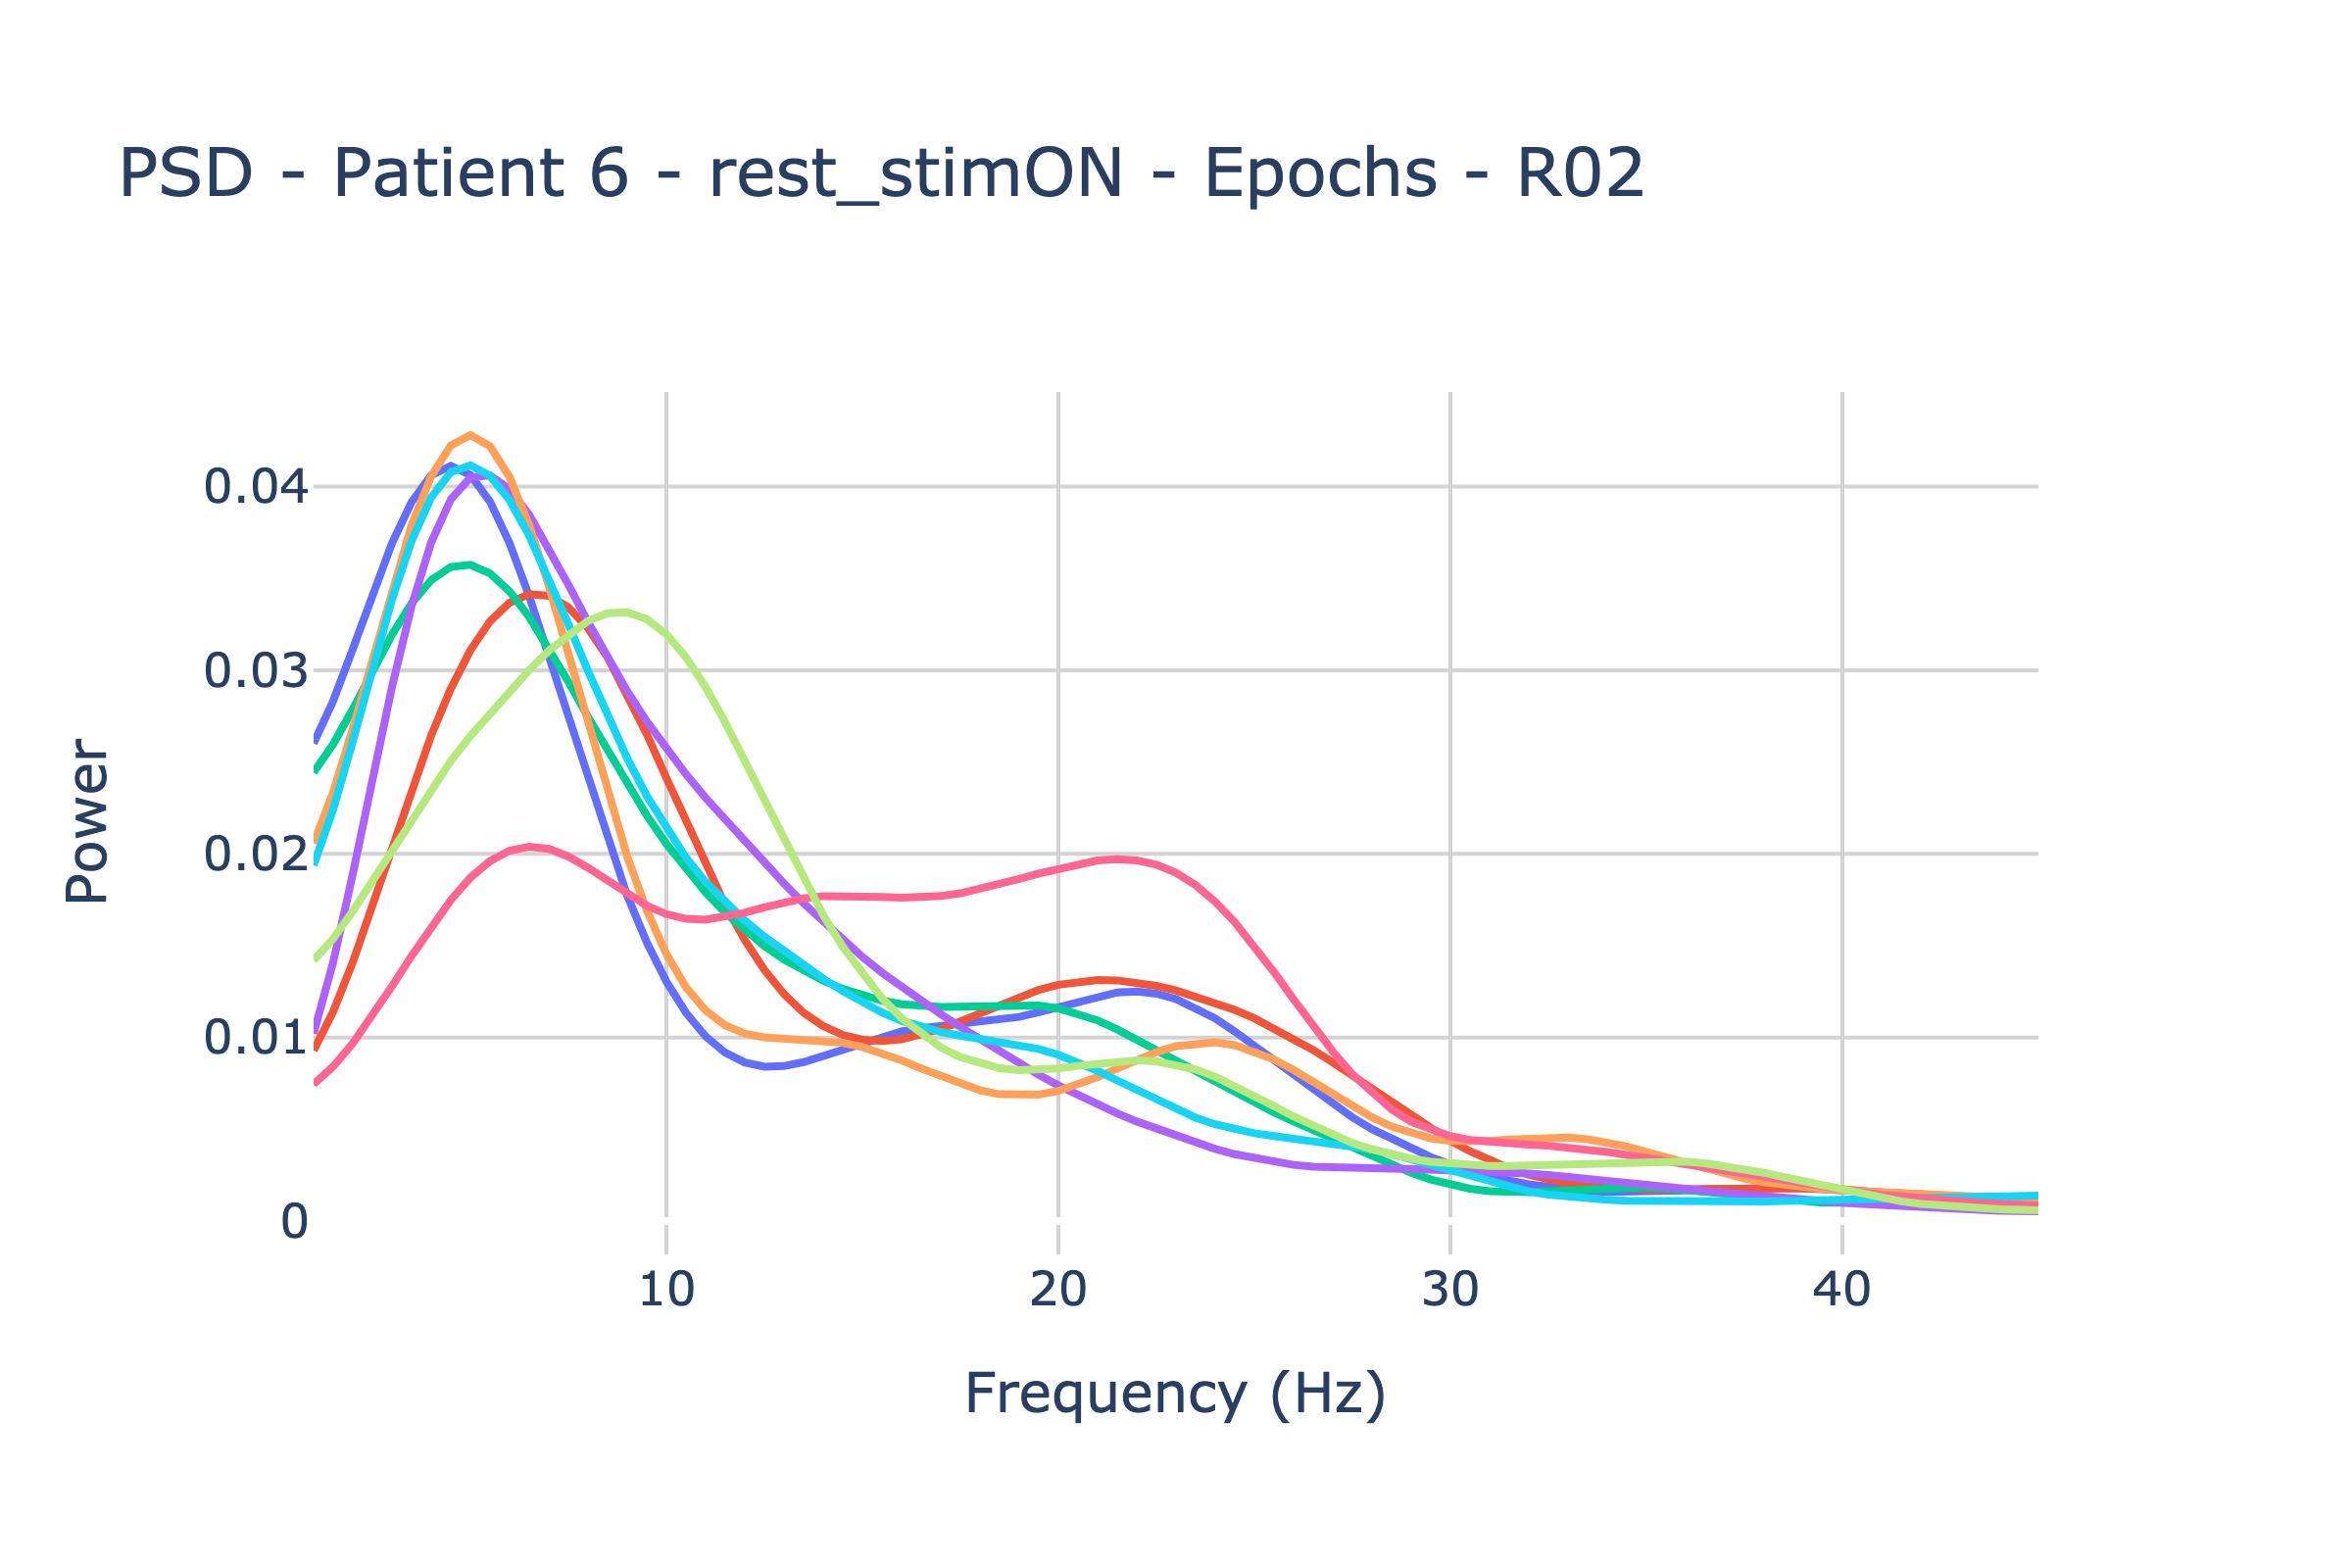 PSD - Patient 6 - rest_stimON - Epochs - R02
0.04
0.03
0.02
0.01
0
Power
10 20 30 40
Frequency (Hz)